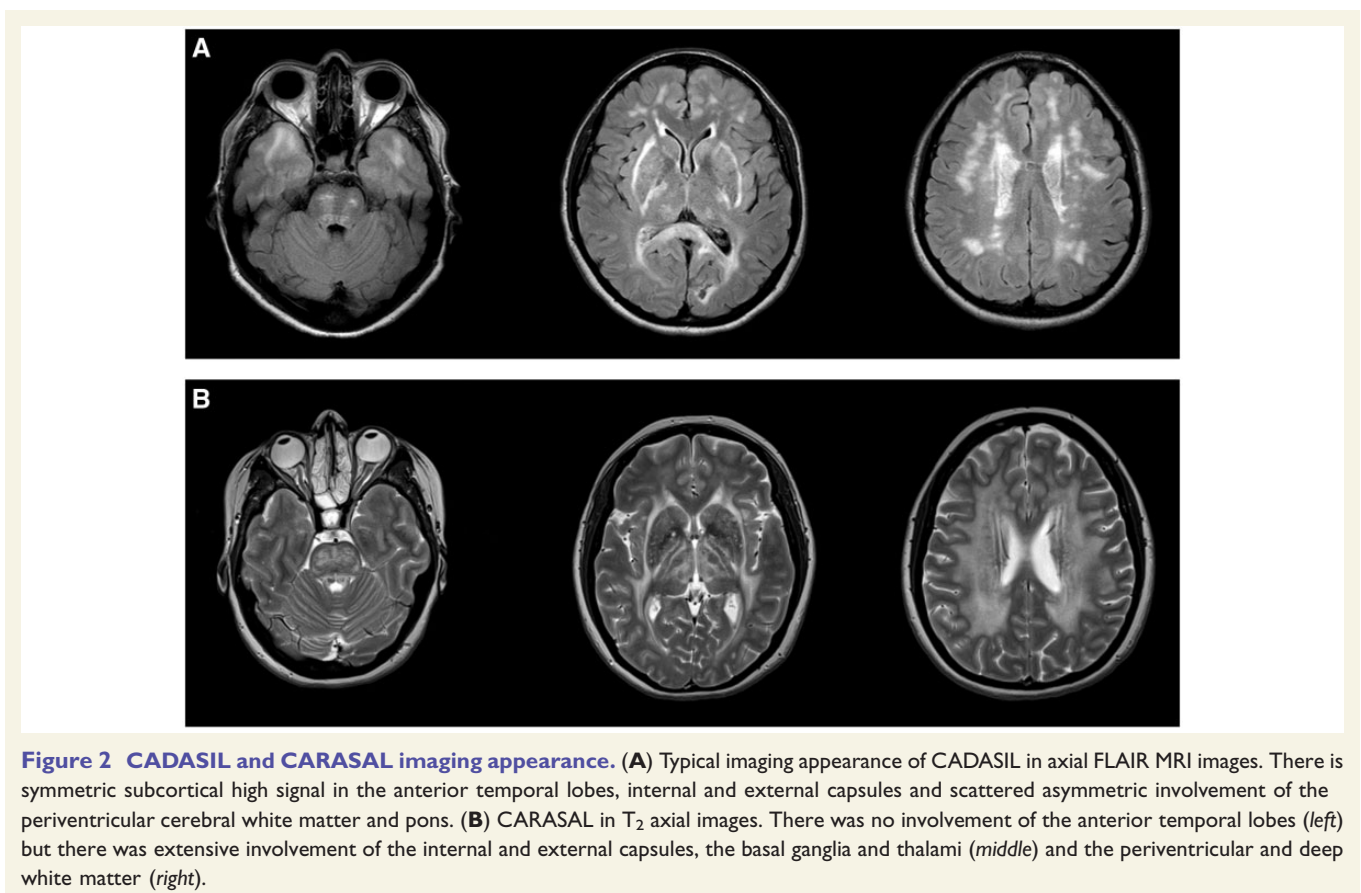 A
B
Figure 2 CADASIL and CARASAL imaging appearance. (A) Typical imaging appearance of CADASIL in axial FLAIR MRI images. There is
symmetric subcortical high signal in the anterior temporal lobes, internal and external capsules and scattered asymmetric involvement of the
periventricular cerebral white matter and pons. (B) CARASAL in T₂ axial images. There was no involvement of the anterior temporal lobes (left)
but there was extensive involvement of the internal and external capsules, the basal ganglia and thalami (middle) and the periventricular and deep
white matter (right).